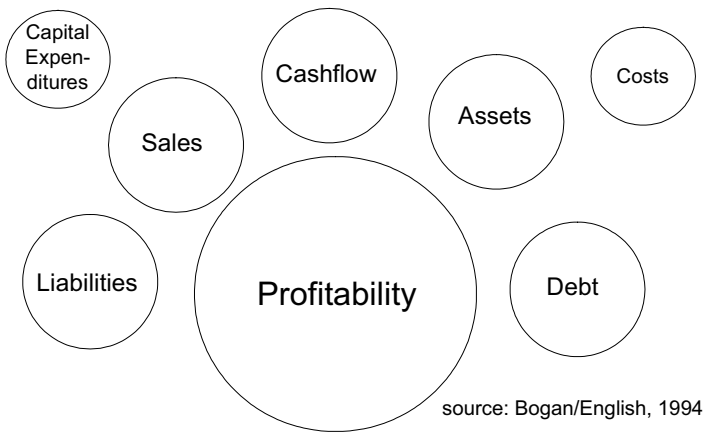 Capital
Expen-
ditures
Cashflow
Costs
Assets
Sales
Liabilities
Profitability
Debt
source: Bogan/English, 1994